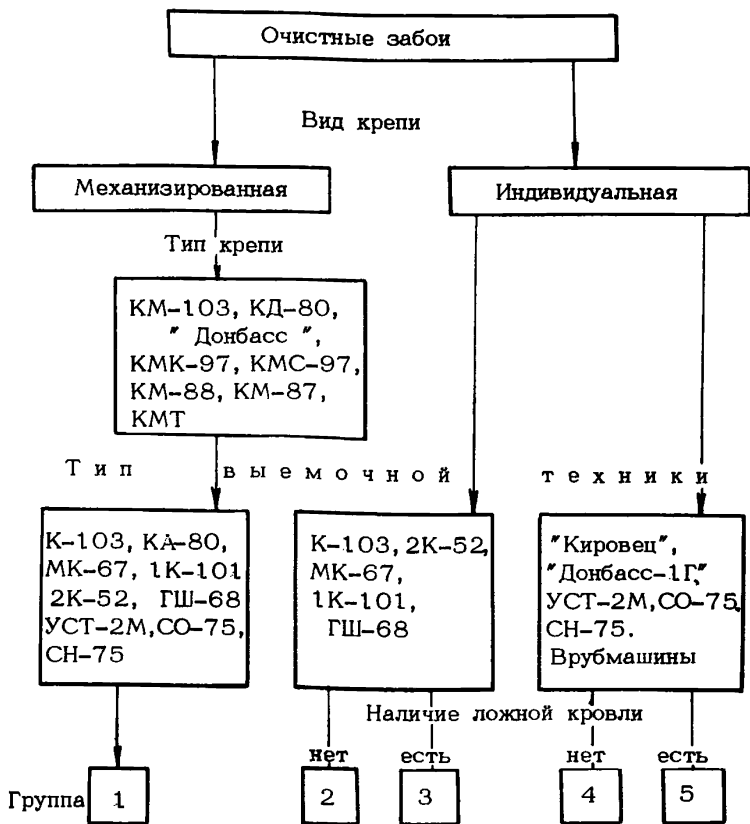 Очистные забои
Вид крепи
Механизированная
Индивидуальная
Тип крепи
КМ-103, КД-80,
" Донбасс ",
КМК-97, КМС-97,
КМ-88, КМ-87,
КМТ
Тип выемочной техники
К-103, КА-80,
МК-67, 1К-101
2К-52, ГШ-68
УСТ-2М, СО-75,
СН-75
К-103, 2К-52,
МК-67,
1К-101,
ГШ-68
"Кировец",
"Донбасс-1Г",
УСТ-2М, СО-75,
СН-75.
Врубмашины
Наличие ложной кровли
нет есть нет есть
Группа 1 2 3 4 5